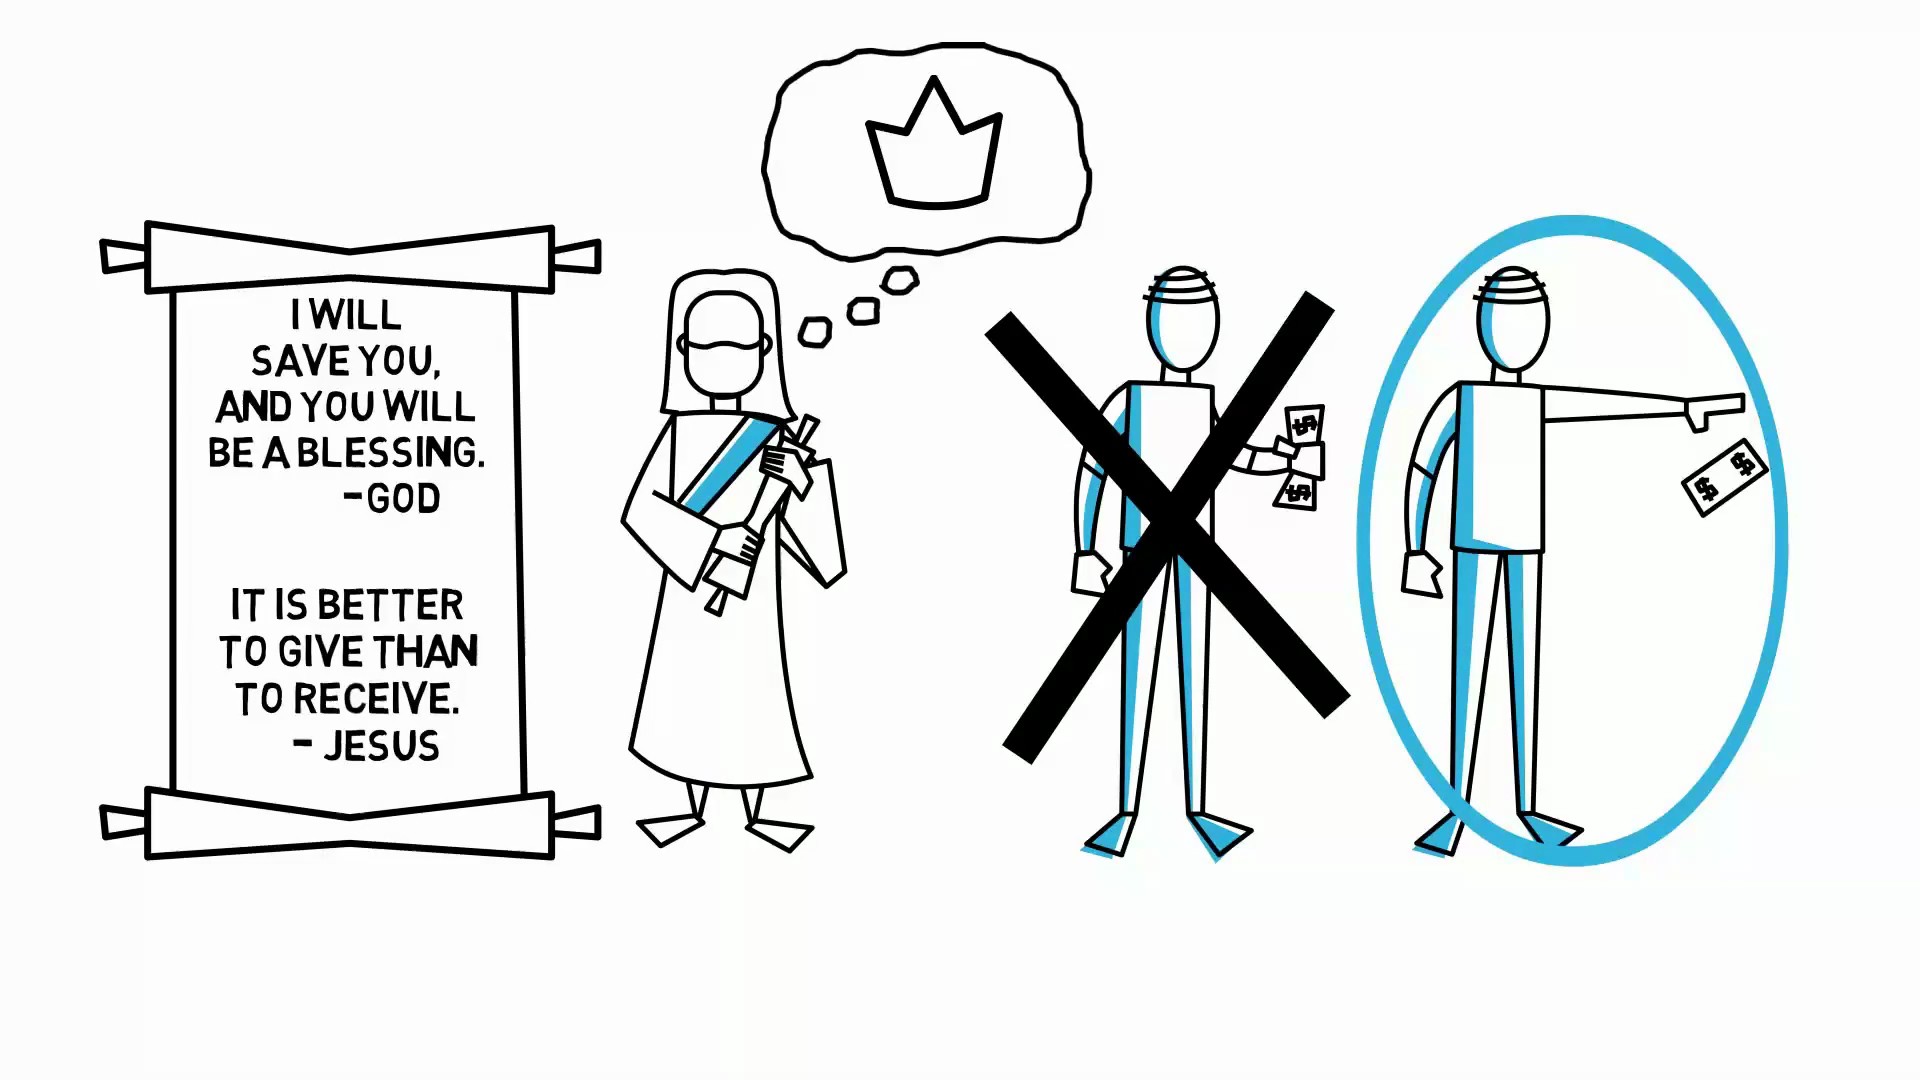 I WILL
SAVE YOU,
AND YOU WILL
BE A BLESSING.
-GOD
IT IS BETTER
TO GIVE THAN
TO RECEIVE.
- JESUS
$
$
$ $